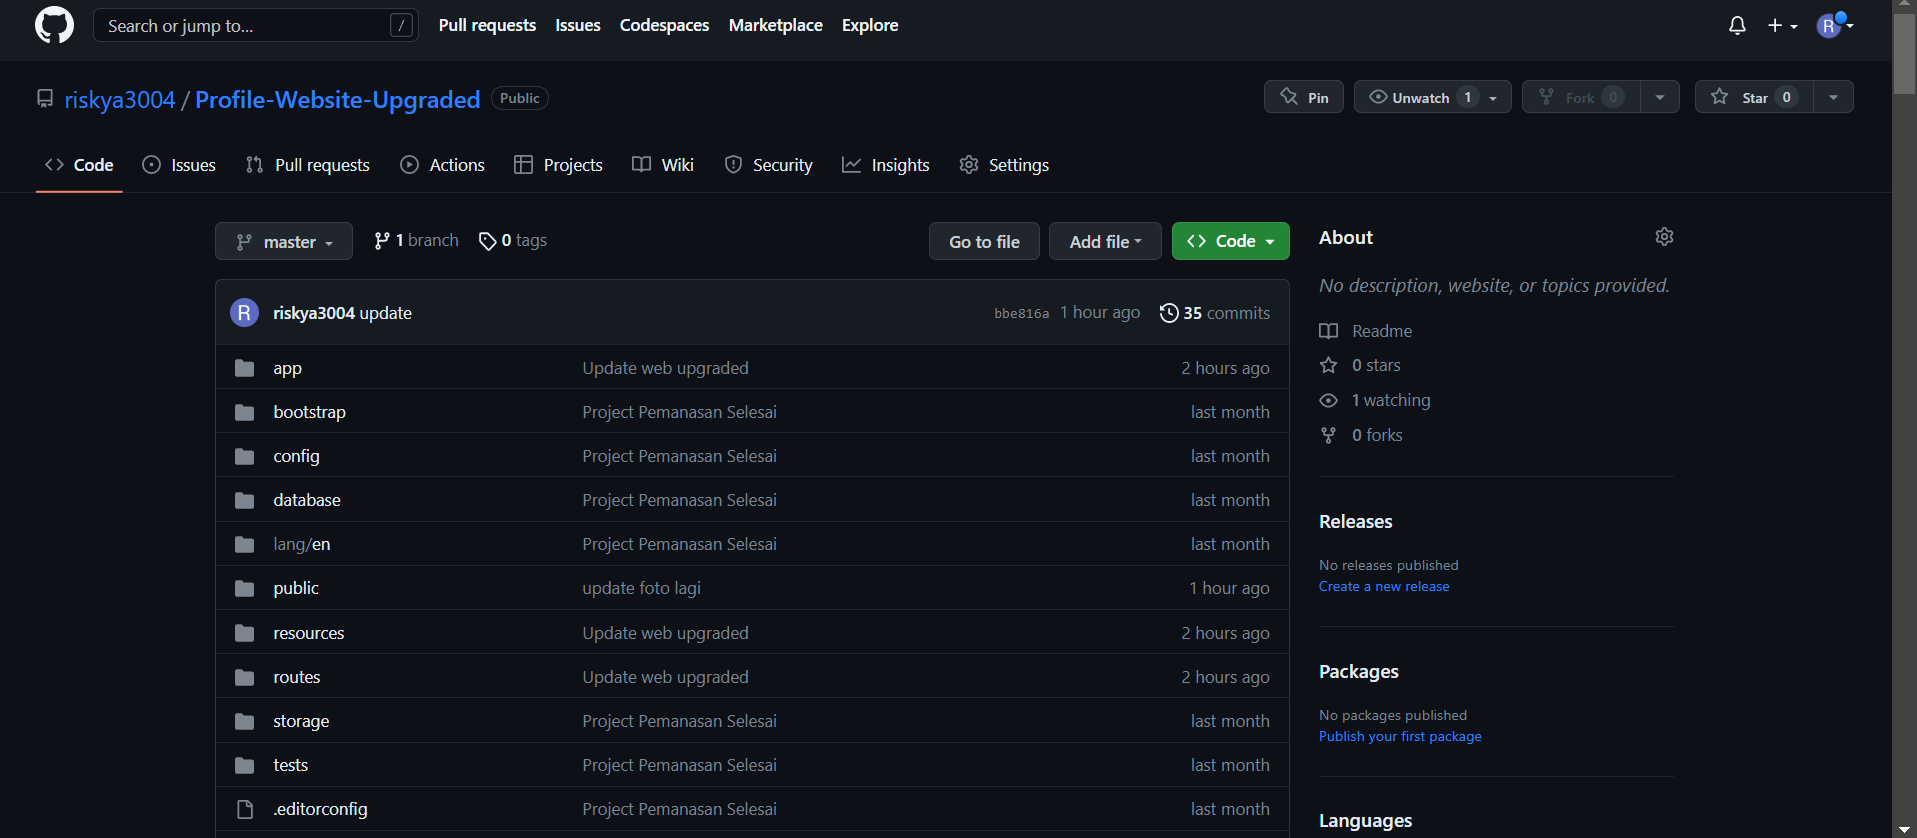 Search or jump to... / Pull requests Issues Codespaces Marketplace Explore + R
riskya3004 / Profile-Website-Upgraded Public Pin Unwatch 1 Fork 0 Star 0
Code Issues Pull requests Actions Projects Wiki Security Insights Settings
master 1 branch 0 tags Go to file Add file Code
R riskya3004 update bbe816a 1 hour ago 35 commits
app Update web upgraded 2 hours ago
bootstrap Project Pemanasan Selesai last month
config Project Pemanasan Selesai last month
database Project Pemanasan Selesai last month
lang/en Project Pemanasan Selesai last month
public update foto lagi 1 hour ago
resources Update web upgraded 2 hours ago
routes Update web upgraded 2 hours ago
storage Project Pemanasan Selesai last month
tests Project Pemanasan Selesai last month
.editorconfig Project Pemanasan Selesai last month
About
No description, website, or topics provided.
Readme
0 stars
1 watching
0 forks
Releases
No releases published
Create a new release
Packages
No packages published
Publish your first package
Languages